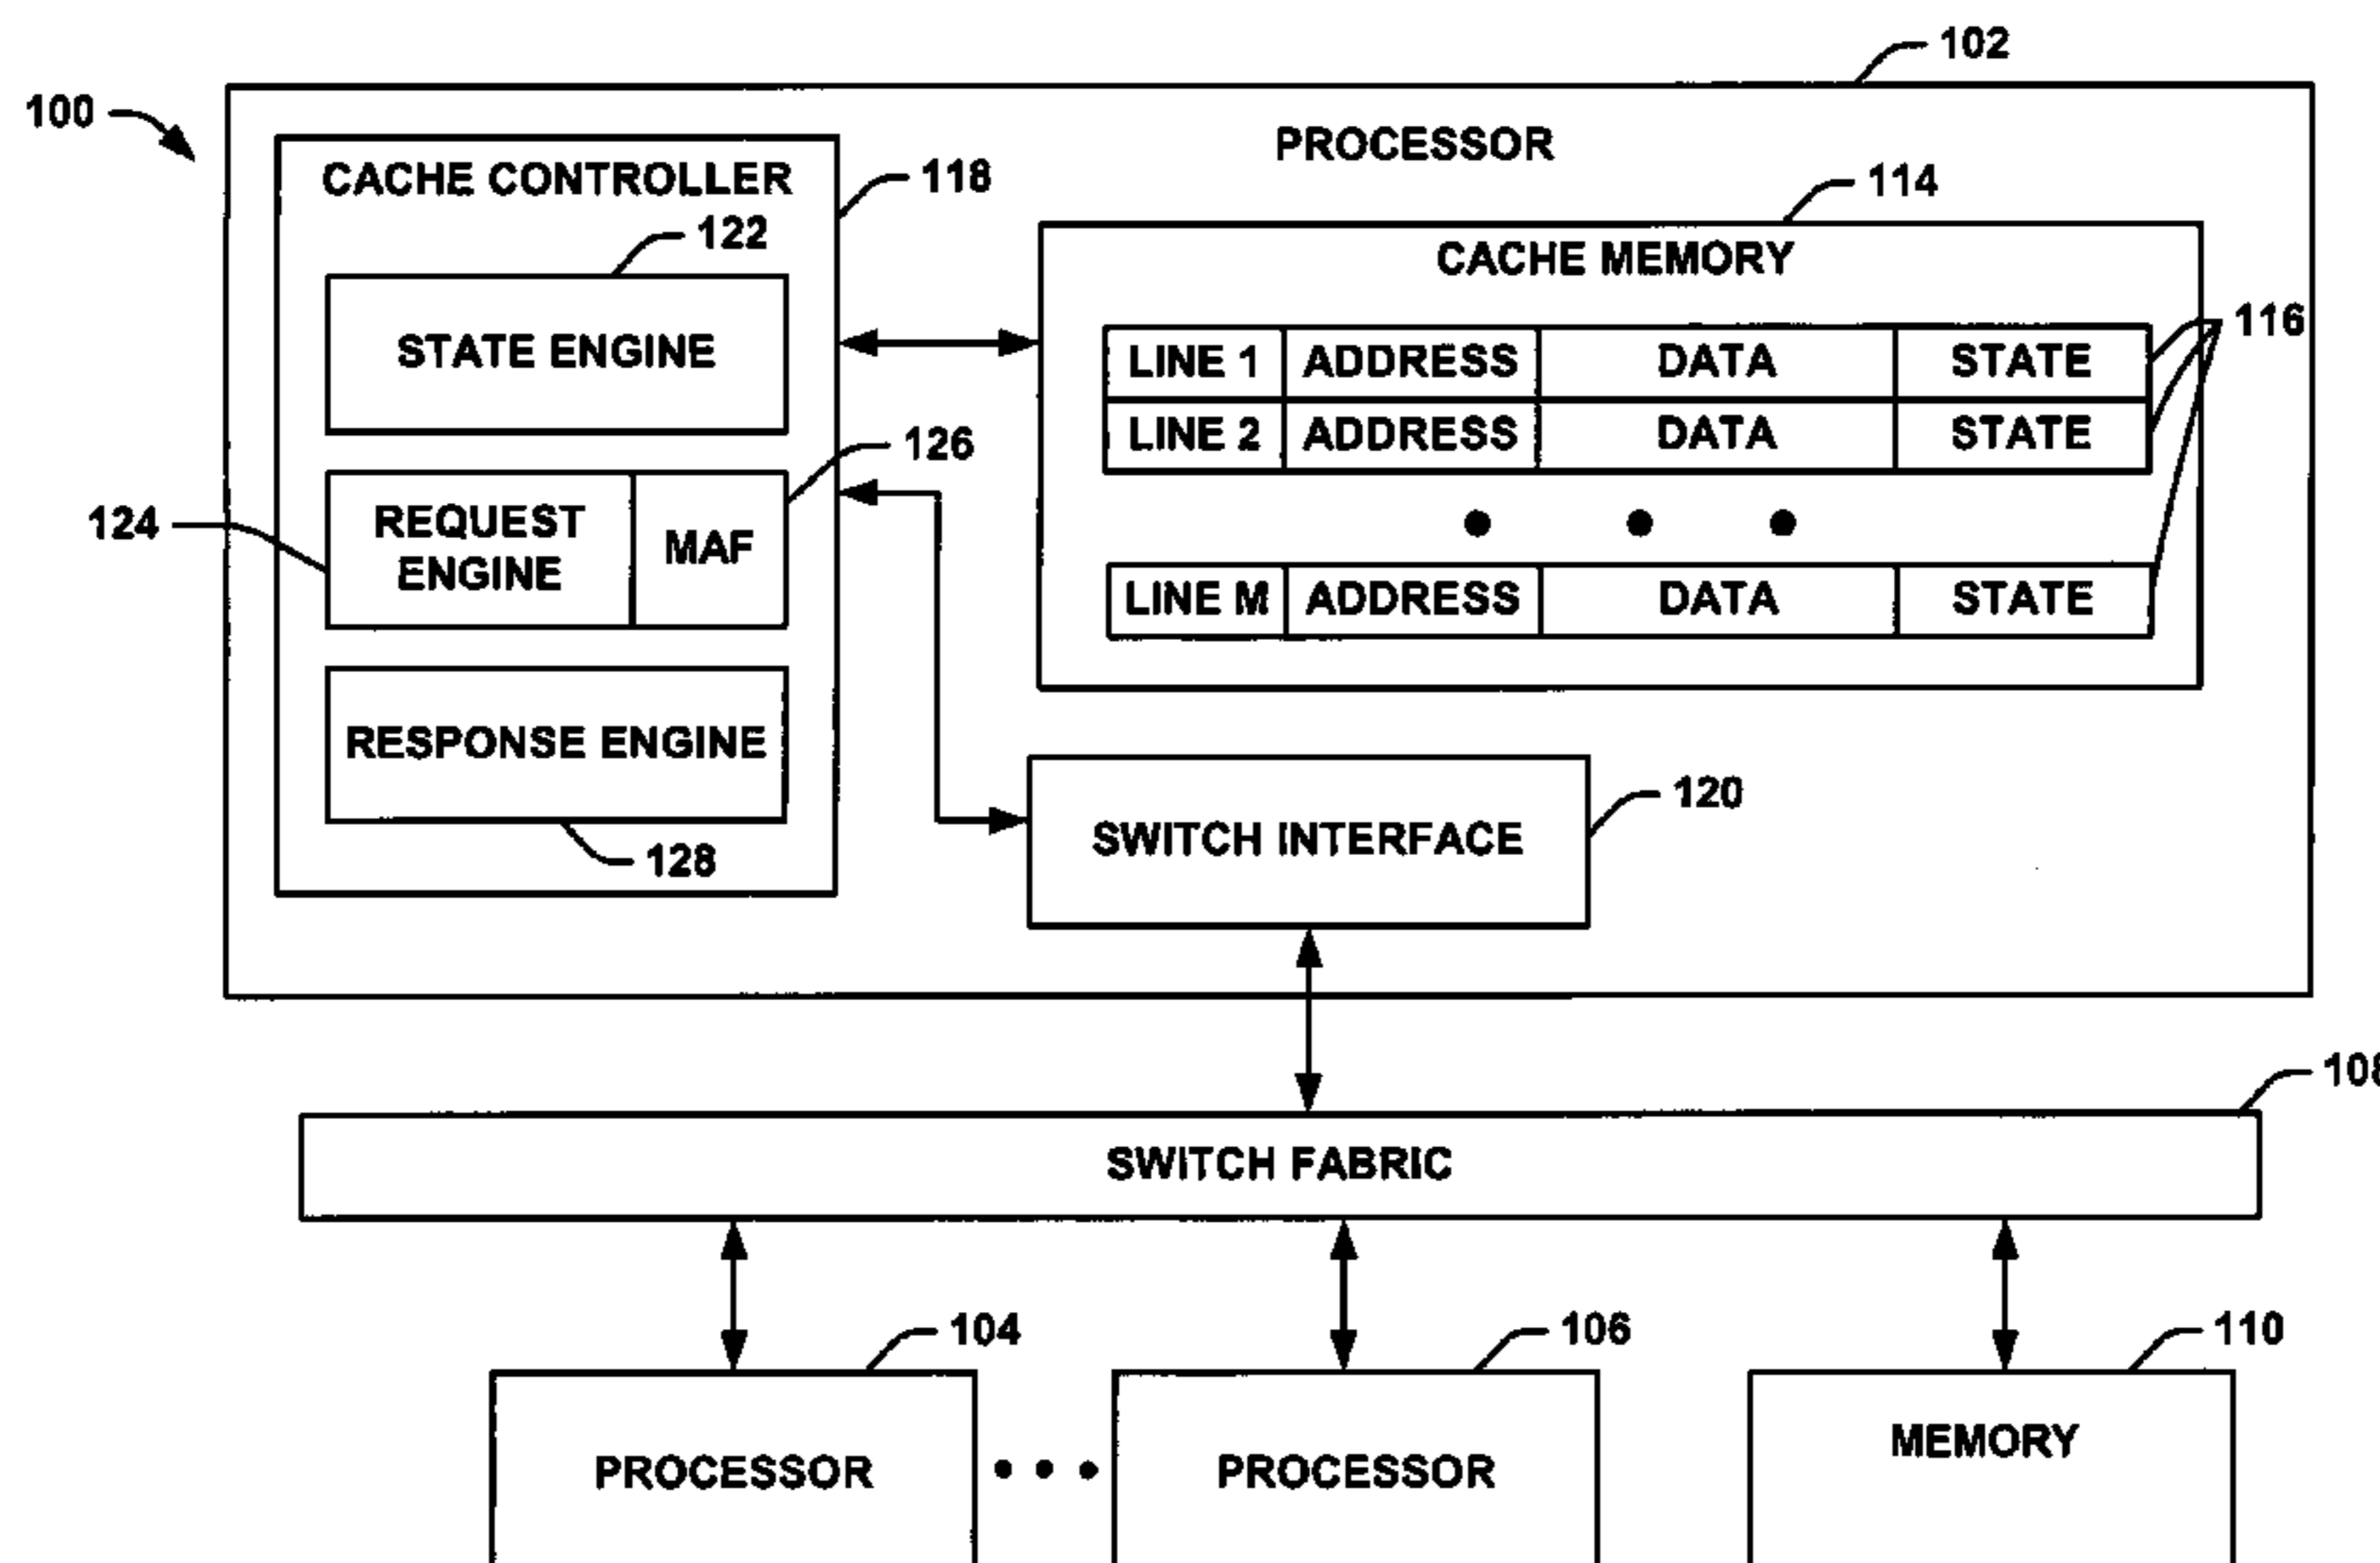 102
100
PROCESSOR
CACHE CONTROLLER
118
114
122
CACHE MEMORY
STATE ENGINE
116
LINE 1 ADDRESS DATA STATE
LINE 2 ADDRESS DATA STATE
126
124
REQUEST
ENGINE
MAF
LINE M ADDRESS DATA STATE
RESPONSE ENGINE
120
SWITCH INTERFACE
128
108
SWITCH FABRIC
104
106
110
PROCESSOR
PROCESSOR
MEMORY